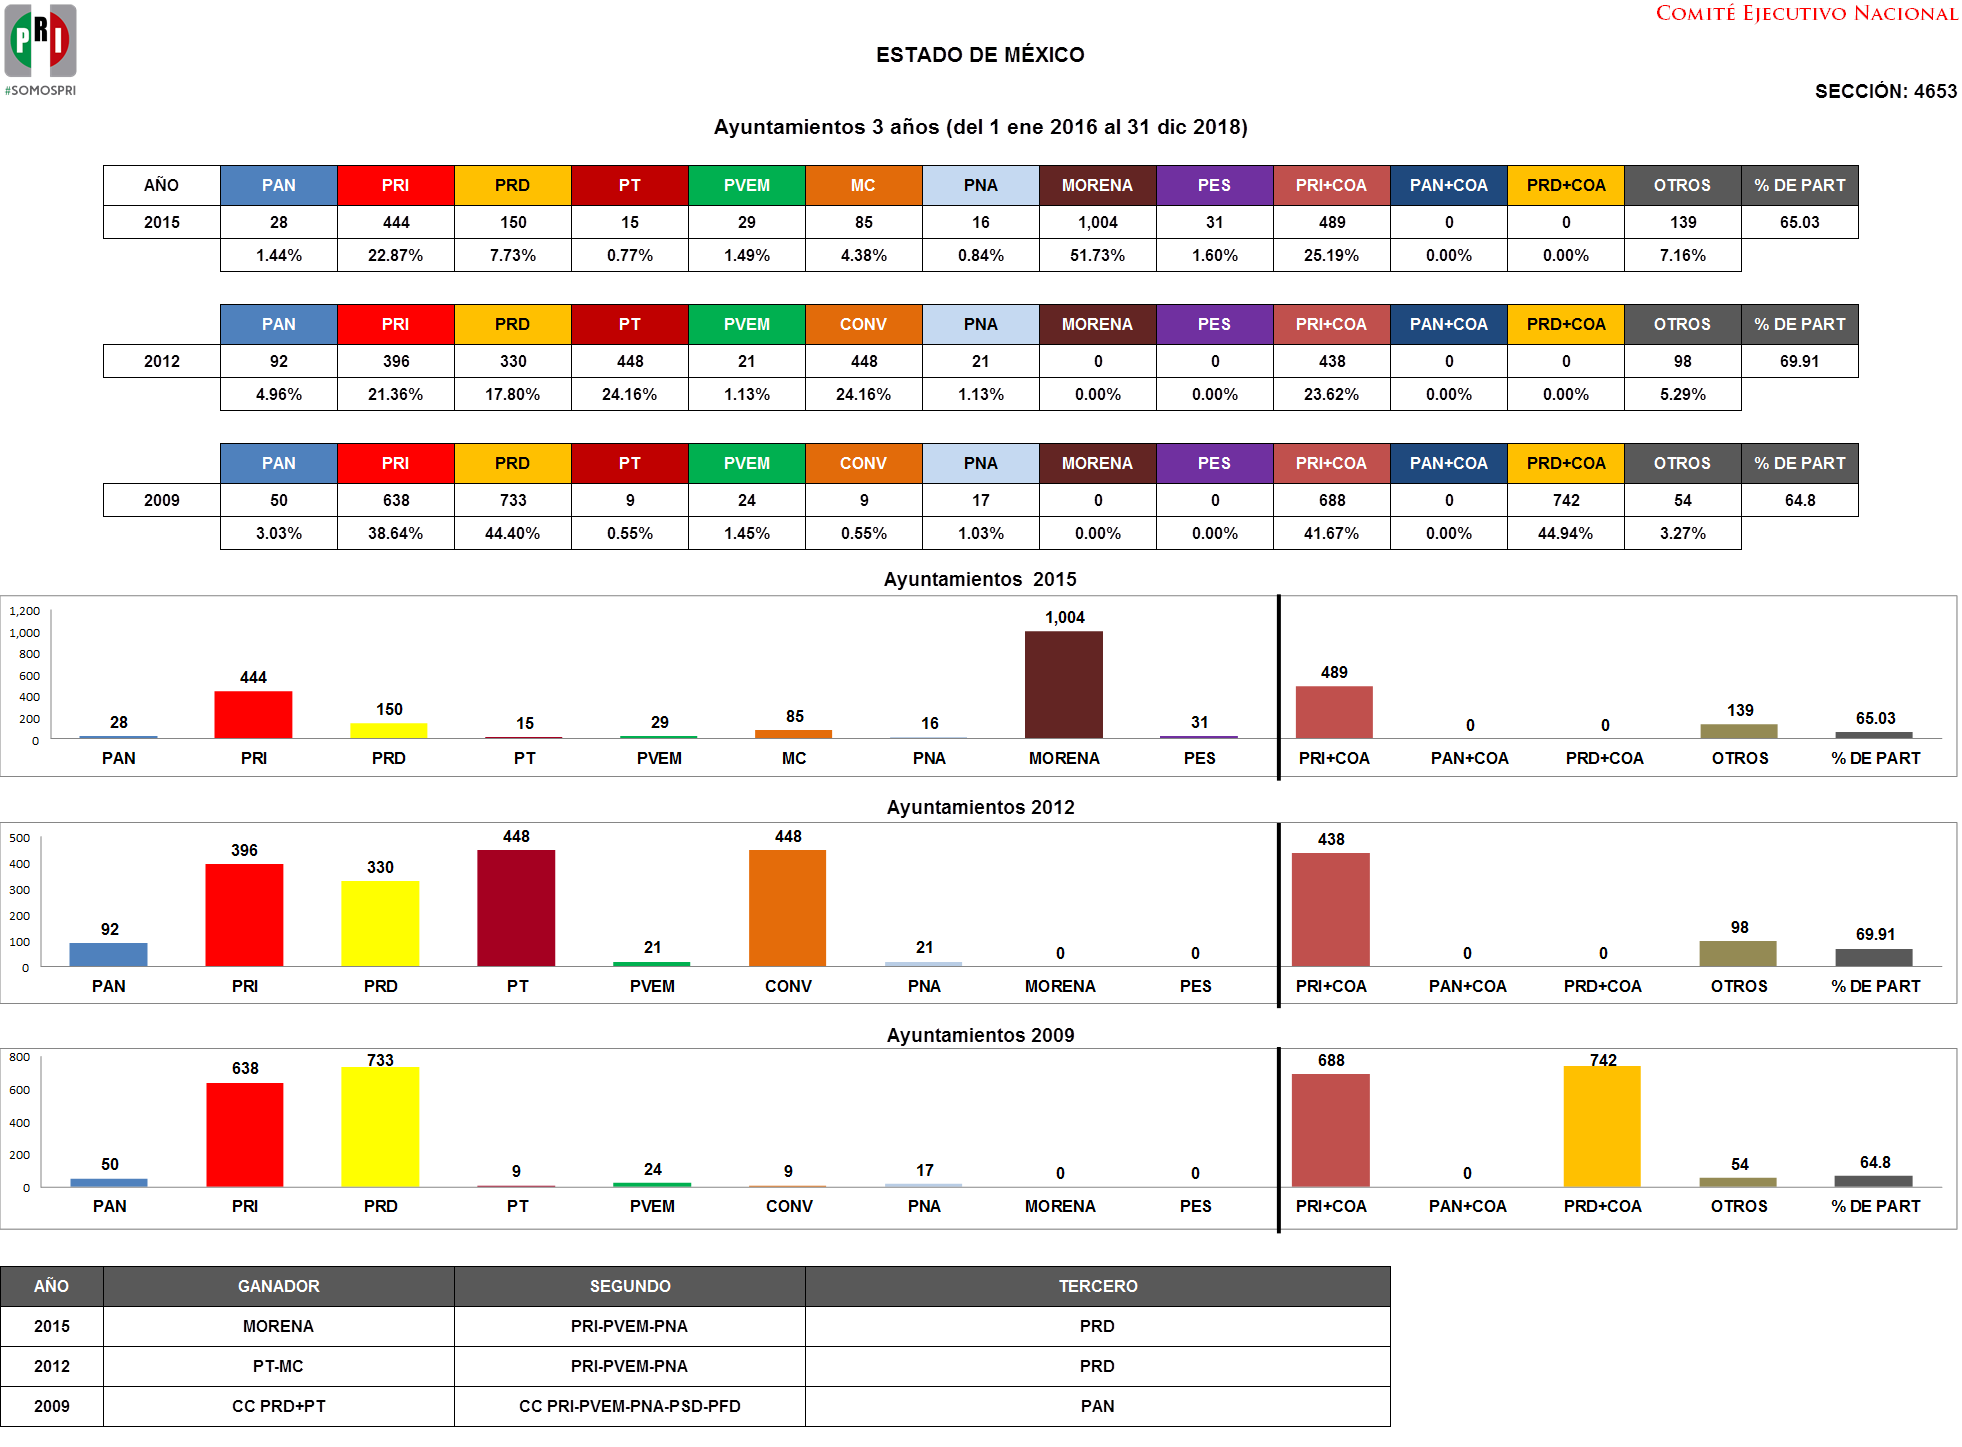 PRI
#SOMOSPRI
COMITÉ EJECUTIVO NACIONAL
ESTADO DE MÉXICO
SECCIÓN: 4653
Ayuntamientos 3 años (del 1 ene 2016 al 31 dic 2018)
AÑO PAN PRI PRD PT PVEM MC PNA MORENA PES PRI+COA PAN+COA PRD+COA OTROS % DE PART
2015 28 444 150 15 29 85 16 1,004 31 489 0 0 139 65.03
1.44% 22.87% 7.73% 0.77% 1.49% 4.38% 0.84% 51.73% 1.60% 25.19% 0.00% 0.00% 7.16%
PAN PRI PRD PT PVEM CONV PNA MORENA PES PRI+COA PAN+COA PRD+COA OTROS % DE PART
2012 92 396 330 448 21 448 21 0 0 438 0 0 98 69.91
4.96% 21.36% 17.80% 24.16% 1.13% 24.16% 1.13% 0.00% 0.00% 23.62% 0.00% 0.00% 5.29%
PAN PRI PRD PT PVEM CONV PNA MORENA PES PRI+COA PAN+COA PRD+COA OTROS % DE PART
2009 50 638 733 9 24 9 17 0 0 688 0 742 54 64.8
3.03% 38.64% 44.40% 0.55% 1.45% 0.55% 1.03% 0.00% 0.00% 41.67% 0.00% 44.94% 3.27%
Ayuntamientos 2015
1,200
1,000
800
600
400
200
0
28 444 150 15 29 85 16 1,004 31 489 0 0 139 65.03
PAN PRI PRD PT PVEM MC PNA MORENA PES PRI+COA PAN+COA PRD+COA OTROS % DE PART
Ayuntamientos 2012
500
400
300
200
100
0
92 396 330 448 21 448 21 0 0 438 0 0 98 69.91
PAN PRI PRD PT PVEM CONV PNA MORENA PES PRI+COA PAN+COA PRD+COA OTROS % DE PART
Ayuntamientos 2009
800
600
400
200
0
50 638 733 9 24 9 17 0 0 688 0 742 54 64.8
PAN PRI PRD PT PVEM CONV PNA MORENA PES PRI+COA PAN+COA PRD+COA OTROS % DE PART
AÑO GANADOR SEGUNDO TERCERO
2015 MORENA PRI-PVEM-PNA PRD
2012 PT-MC PRI-PVEM-PNA PRD
2009 CC PRD+PT CC PRI-PVEM-PNA-PSD-PFD PAN